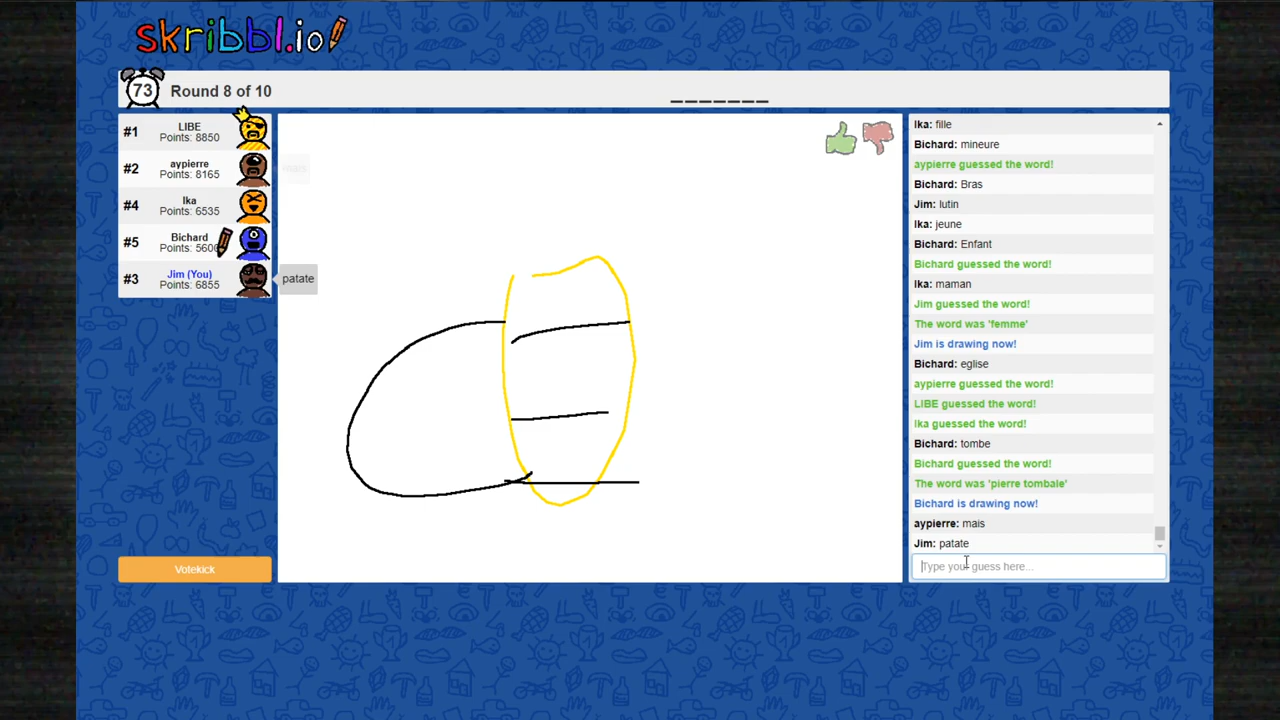 skribbl.io
73
Round 8 of 10
_______
#1 LIBE
Points: 8850
#2 aypierre
Points: 8165
mais
#4 Ika
Points: 6535
#5 Bichard
Points: 5600
#3 Jim (You)
Points: 6855
patate
Votekick
Ika: fille
Bichard: mineure
aypierre guessed the word!
Bichard: Bras
Jim: lutin
Ika: jeune
Bichard: Enfant
Bichard guessed the word!
Ika: maman
Jim guessed the word!
The word was 'femme'
Jim is drawing now!
Bichard: eglise
aypierre guessed the word!
LIBE guessed the word!
Ika guessed the word!
Bichard: tombe
Bichard guessed the word!
The word was 'pierre tombale'
Bichard is drawing now!
aypierre: mais
Jim: patate
Type your guess here...